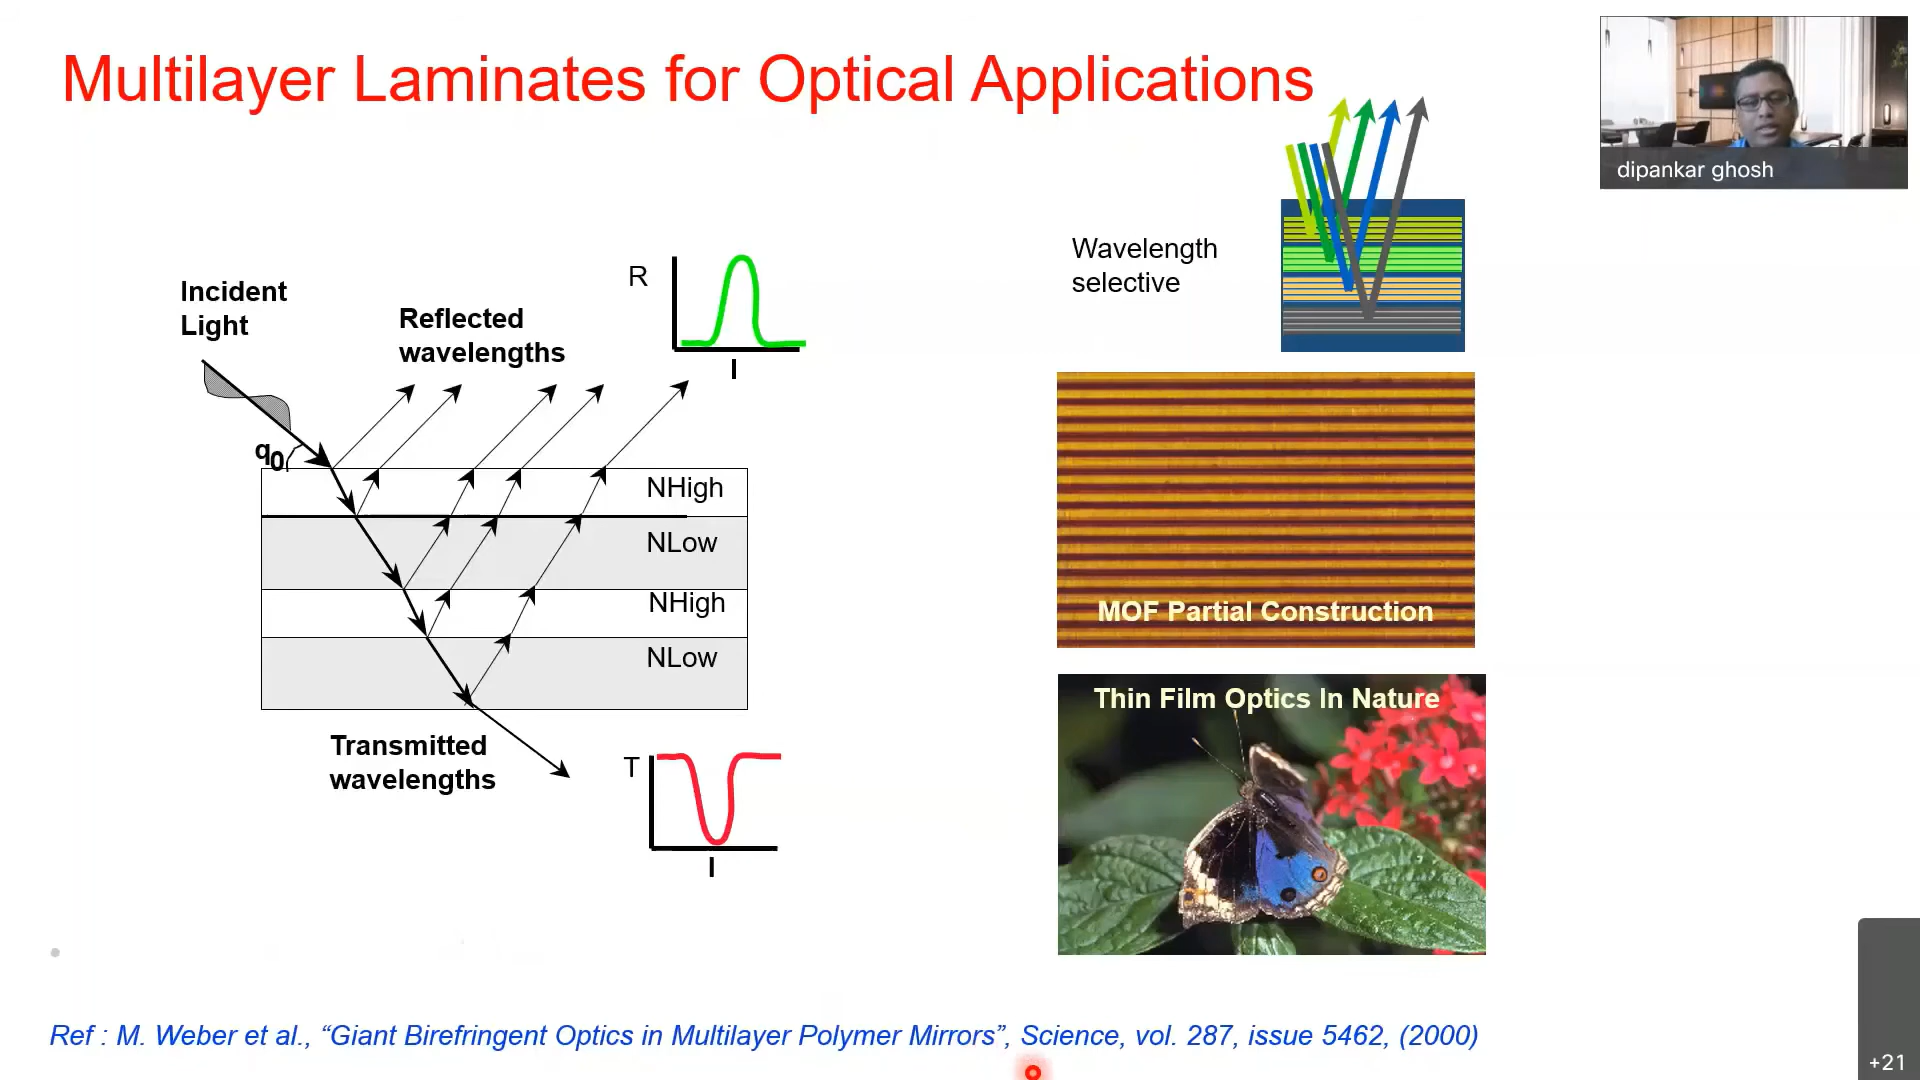 Multilayer Laminates for Optical Applications
dipankar ghosh
Incident
Light
Reflected
wavelengths
R
l
q0
NHigh
NLow
NHigh
NLow
Transmitted
wavelengths
T
l
Wavelength
selective
MOF Partial Construction
Thin Film Optics In Nature
Ref : M. Weber et al., “Giant Birefringent Optics in Multilayer Polymer Mirrors”, Science, vol. 287, issue 5462, (2000)
+21